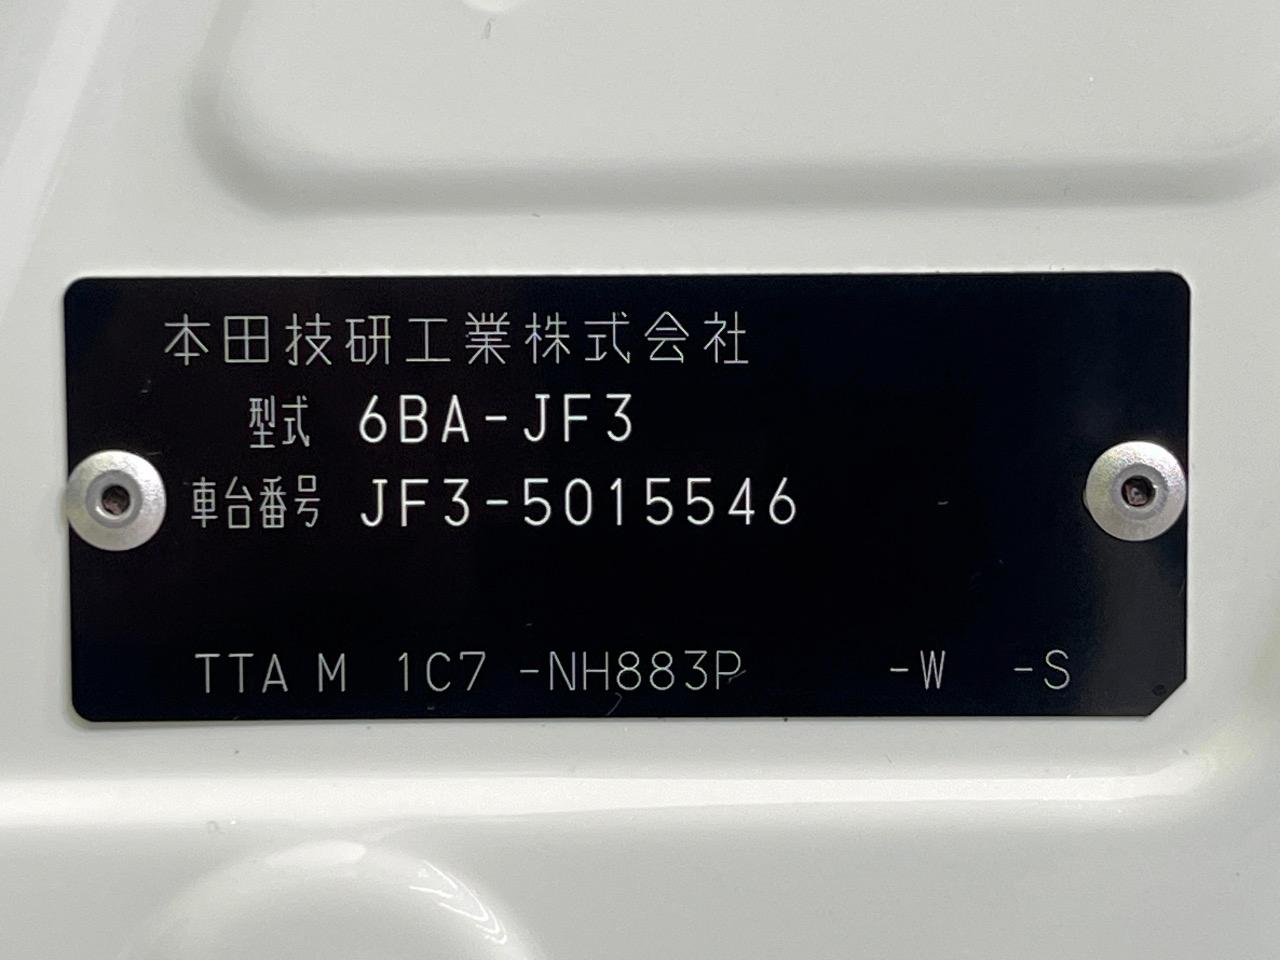 本田技研工業株式会社
型式 6BA-JF3
車台番号 JF3-5015546
TTA M 1C7 -NH883P -W -S